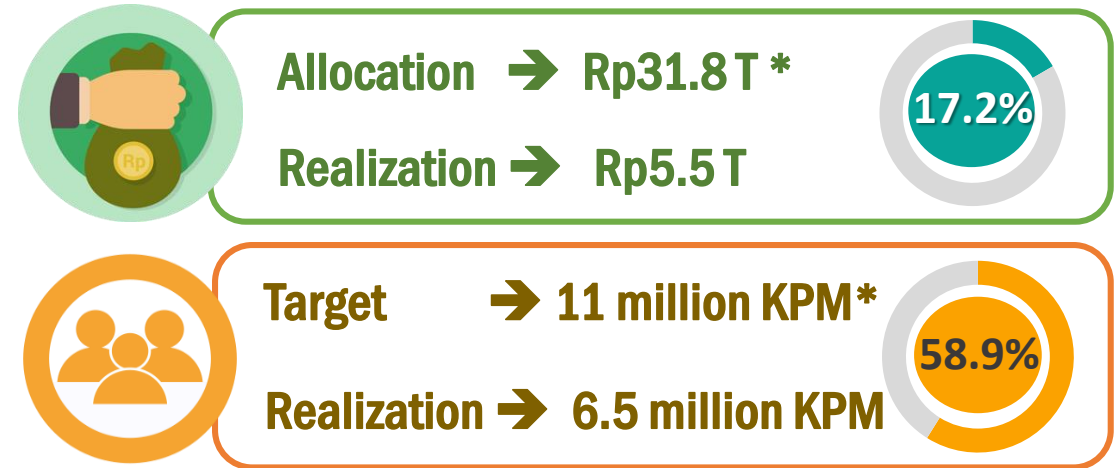 Allocation ➔ Rp31.8 T *
17.2%
Realization ➔ Rp5.5 T
Rp
Target ➔ 11 million KPM*
58.9%
Realization ➔ 6.5 million KPM